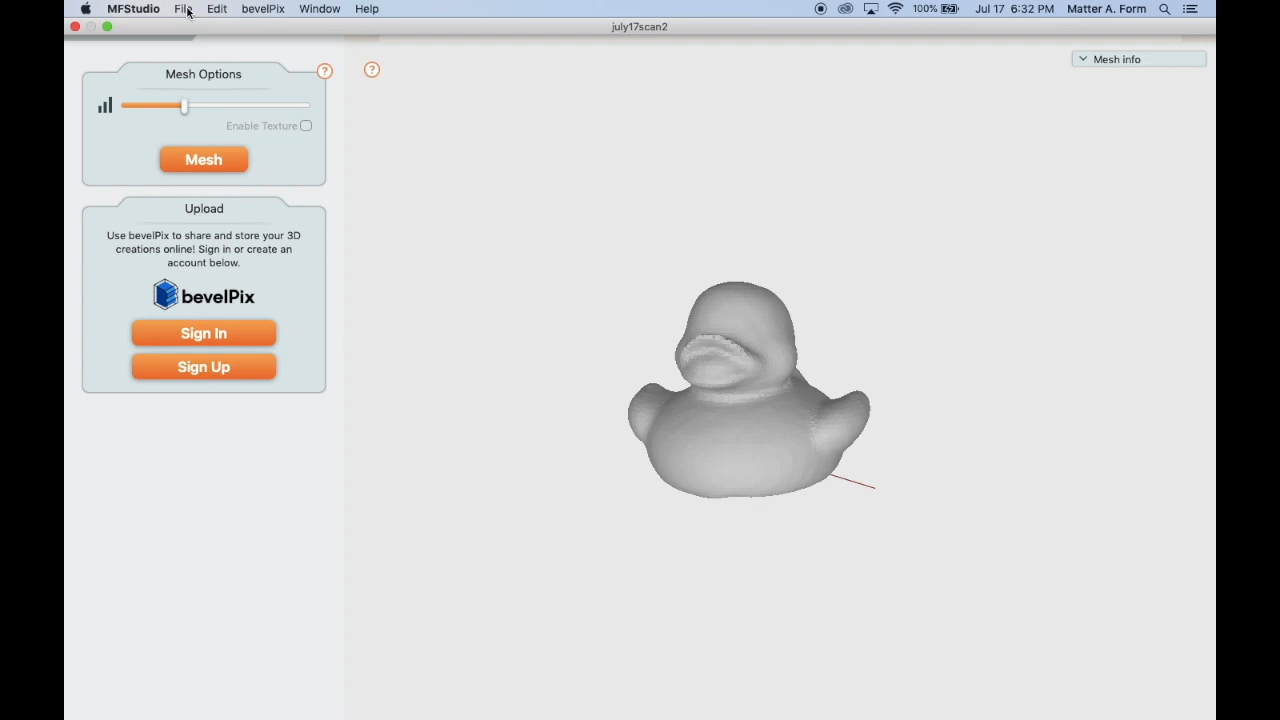 MFStudio File Edit bevelPix Window Help 100% Jul 17 6:32 PM Matter A. Form
july17scan2
Mesh Options
?
?
Mesh info
Enable Texture
Mesh
Upload
Use bevelPix to share and store your 3D
creations online! Sign in or create an
account below.
bevelPix
Sign In
Sign Up